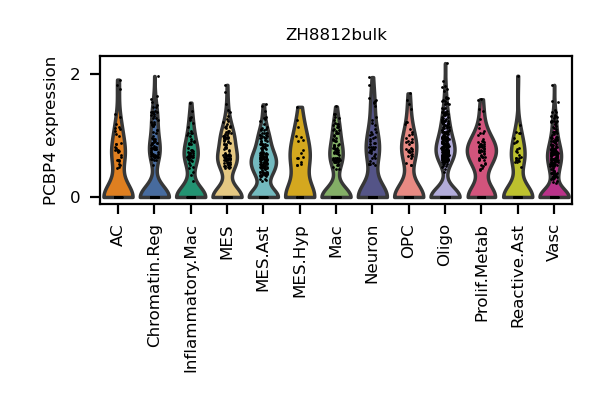 ZH8812bulk
PCBP4 expression
2
0
AC
Chromatin.Reg
Inflammatory.Mac
MES
MES.Ast
MES.Hyp
Mac
Neuron
OPC
Oligo
Prolif.Metab
Reactive.Ast
Vasc